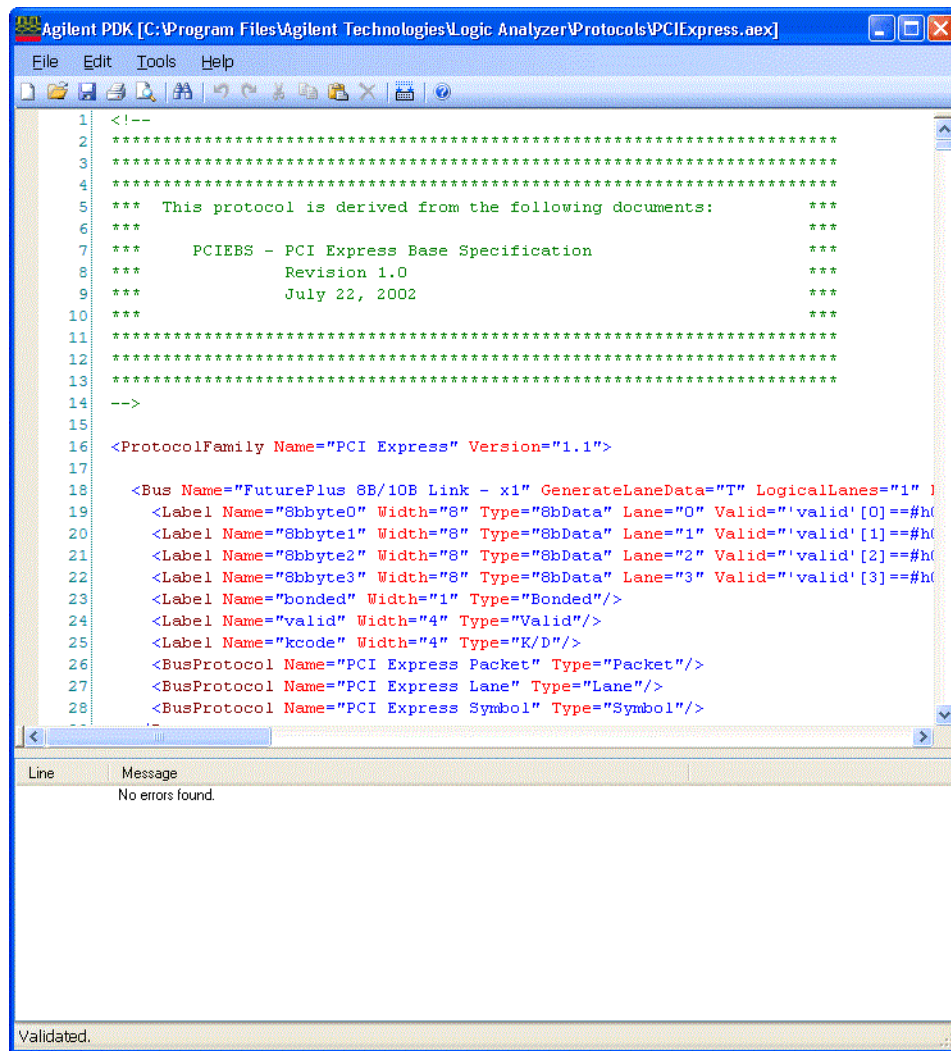 Agilent PDK [C:\Program Files\Agilent Technologies\Logic Analyzer\Protocols\PCIExpress.aex]
File Edit Tools Help
1 <!--
2 ***********************************************************************
3 ***********************************************************************
4 ***********************************************************************
5 *** This protocol is derived from the following documents: ***
6 *** ***
7 *** PCIEBS - PCI Express Base Specification ***
8 *** Revision 1.0 ***
9 *** July 22, 2002 ***
10 *** ***
11 ***********************************************************************
12 ***********************************************************************
13 ***********************************************************************
14 -->
15
16 <ProtocolFamily Name="PCI Express" Version="1.1">
17
18 <Bus Name="FuturePlus 8B/10B Link - x1" GenerateLaneData="T" LogicalLanes="1"
19 <Label Name="8bbyte0" Width="8" Type="8bData" Lane="0" Valid="'valid'[0]==#h
20 <Label Name="8bbyte1" Width="8" Type="8bData" Lane="1" Valid="'valid'[1]==#h
21 <Label Name="8bbyte2" Width="8" Type="8bData" Lane="2" Valid="'valid'[2]==#h
22 <Label Name="8bbyte3" Width="8" Type="8bData" Lane="3" Valid="'valid'[3]==#h
23 <Label Name="bonded" Width="1" Type="Bonded"/>
24 <Label Name="valid" Width="4" Type="Valid"/>
25 <Label Name="kcode" Width="4" Type="K/D"/>
26 <BusProtocol Name="PCI Express Packet" Type="Packet"/>
27 <BusProtocol Name="PCI Express Lane" Type="Lane"/>
28 <BusProtocol Name="PCI Express Symbol" Type="Symbol"/>
Line Message
No errors found.
Validated.